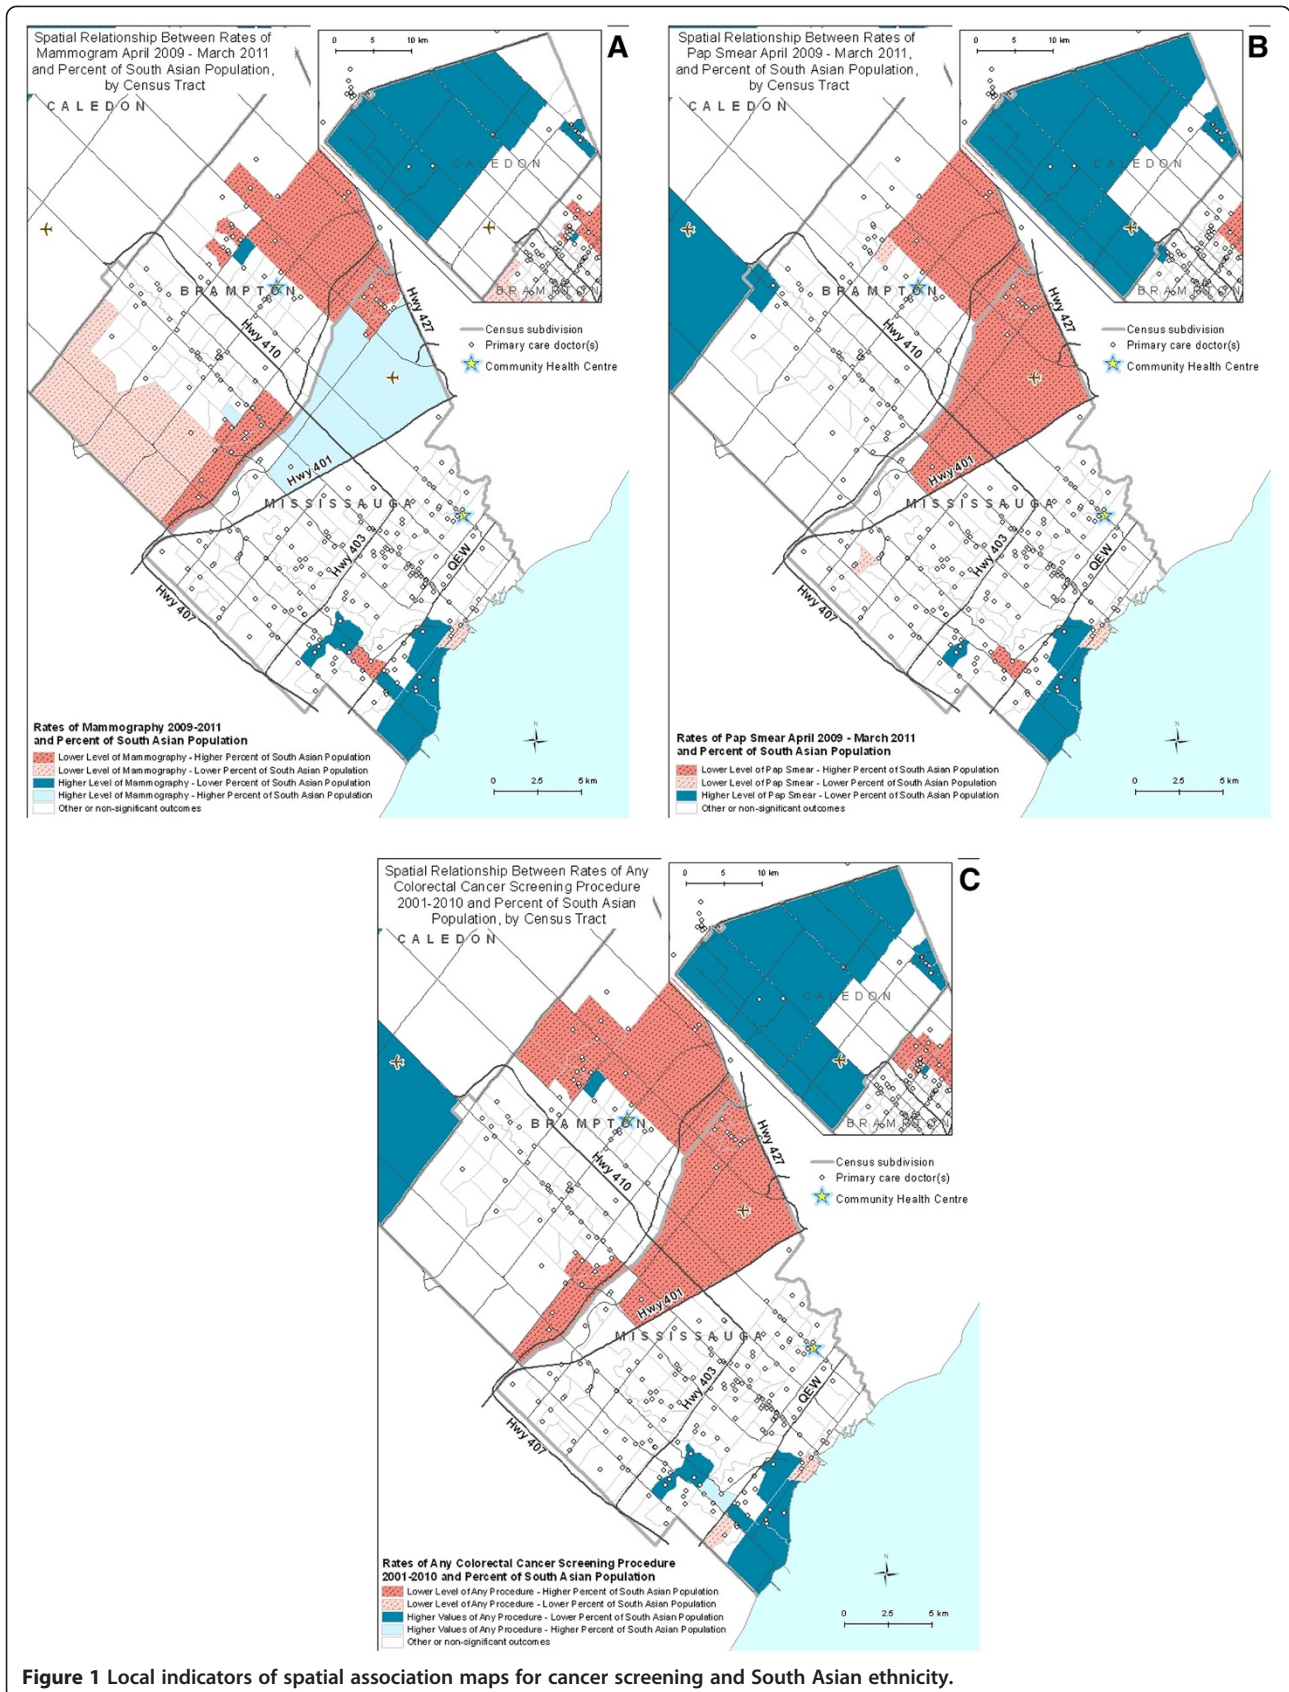 Spatial Relationship Between Rates of
Mammogram April 2009 - March 2011
and Percent of South Asian Population,
by Census Tract
A
0 5 10 km
CALEDON
CALEDON
BRAMPTON
BRAMPTON
Hwy 410
Hwy 427
Census subdivision
Primary care doctor(s)
Community Health Centre
Hwy 401
MISSISSAUGA
Hwy 403
QEW
Hwy 407
Rates of Mammography 2009-2011
and Percent of South Asian Population
Lower Level of Mammography - Higher Percent of South Asian Population
Lower Level of Mammography - Lower Percent of South Asian Population
Higher Level of Mammography - Lower Percent of South Asian Population
Higher Level of Mammography - Higher Percent of South Asian Population
Other or non-significant outcomes
N
0 2.5 5 km
Spatial Relationship Between Rates of
Pap Smear April 2009 - March 2011,
and Percent of South Asian Population,
by Census Tract
B
0 5 10 km
CALEDON
CALEDON
BRAMPTON
BRAMPTON
Hwy 410
Hwy 427
Census subdivision
Primary care doctor(s)
Community Health Centre
Hwy 401
MISSISSAUGA
Hwy 403
QEW
Hwy 407
Rates of Pap Smear April 2009 - March 2011
and Percent of South Asian Population
Lower Level of Pap Smear - Higher Percent of South Asian Population
Lower Level of Pap Smear - Lower Percent of South Asian Population
Higher Level of Pap Smear - Lower Percent of South Asian Population
Other or non-significant outcomes
N
0 2.5 5 km
Spatial Relationship Between Rates of Any
Colorectal Cancer Screening Procedure
2001-2010 and Percent of South Asian
Population, by Census Tract
C
0 5 10 km
CALEDON
CALEDON
BRAMPTON
BRAMPTON
Hwy 410
Hwy 427
Census subdivision
Primary care doctor(s)
Community Health Centre
Hwy 401
MISSISSAUGA
Hwy 403
QEW
Hwy 407
Rates of Any Colorectal Cancer Screening Procedure
2001-2010 and Percent of South Asian Population
Lower Level of Any Procedure - Higher Percent of South Asian Population
Lower Level of Any Procedure - Lower Percent of South Asian Population
Higher Values of Any Procedure - Lower Percent of South Asian Population
Higher Values of Any Procedure - Higher Percent of South Asian Population
Other or non-significant outcomes
N
0 2.5 5 km
Figure 1 Local indicators of spatial association maps for cancer screening and South Asian ethnicity.